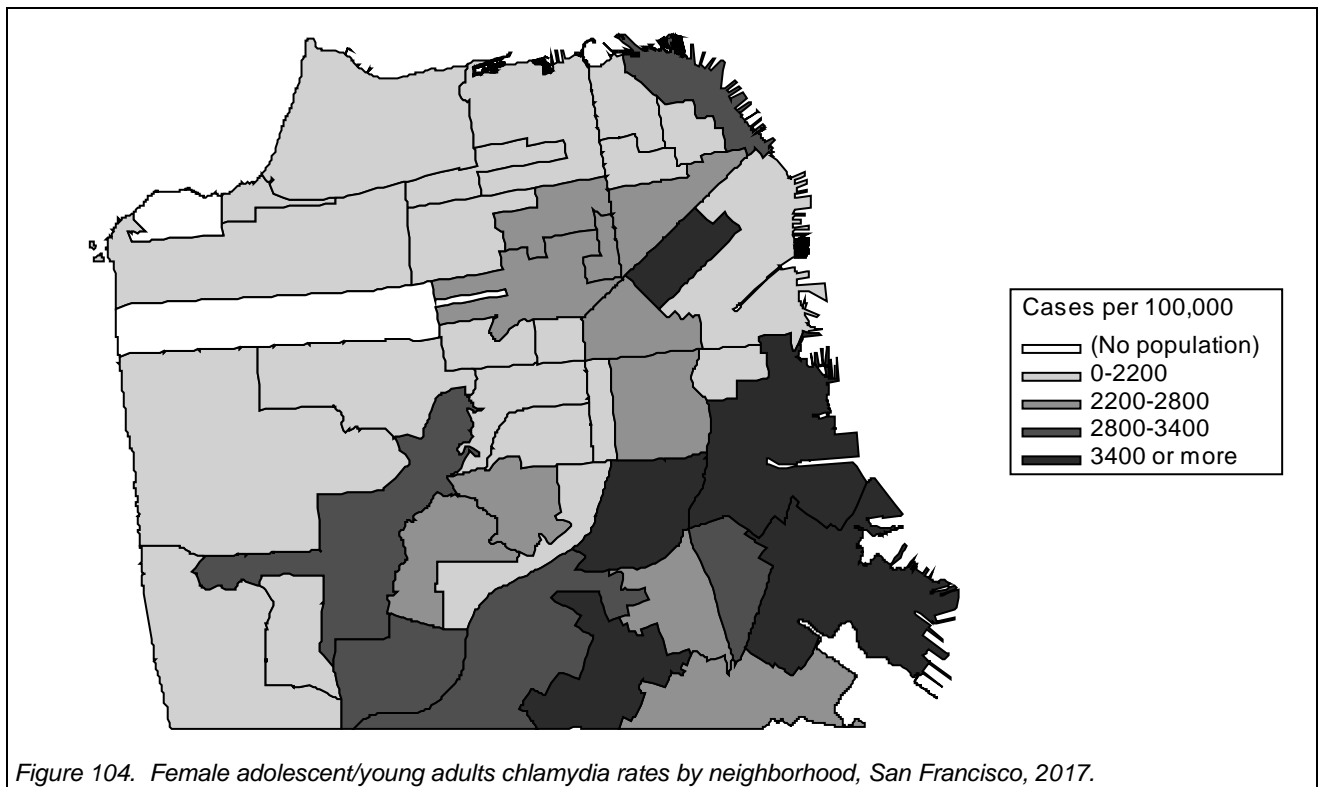 Cases per 100,000
(No population)
0-2200
2200-2800
2800-3400
3400 or more
Figure 104.  Female adolescent/young adults chlamydia rates by neighborhood, San Francisco, 2017.